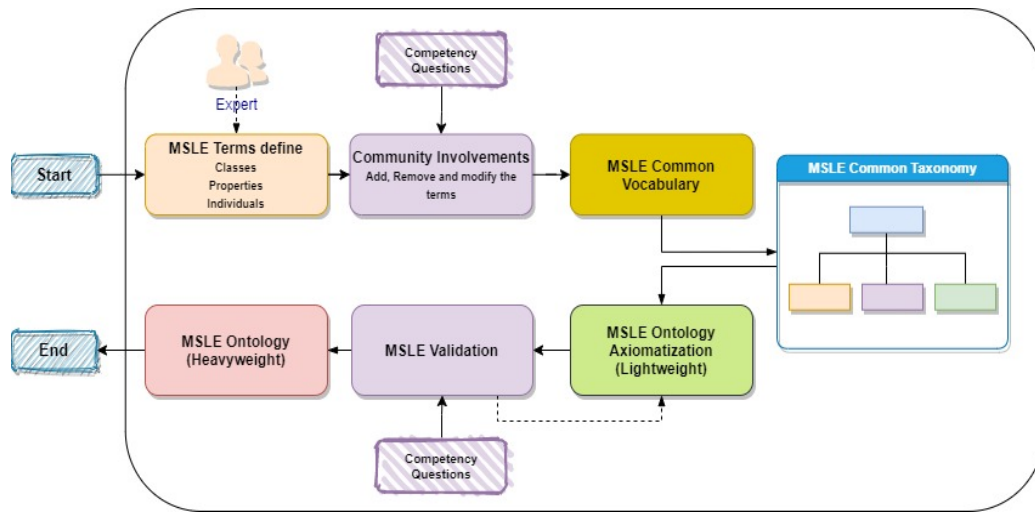 Competency
Questions
Expert
Start
MSLE Terms define
Classes
Properties
Individuals
Community Involvements
Add, Remove and modify the
terms
MSLE Common
Vocabulary
MSLE Common Taxonomy
End
MSLE Ontology
(Heavyweight)
MSLE Validation
MSLE Ontology
Axiomatization
(Lightweight)
Competency
Questions